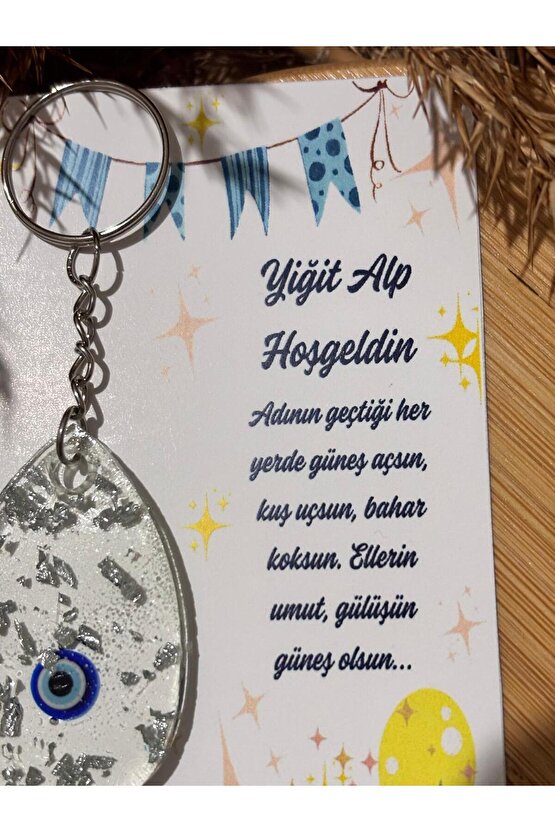 Yiğit Alp
Hoşgeldin
Adının geçtiği her
yerde güneş açsın,
kuş uçsun, bahar
koksun. Ellerin
umut, gülüşün
güneş olsun...